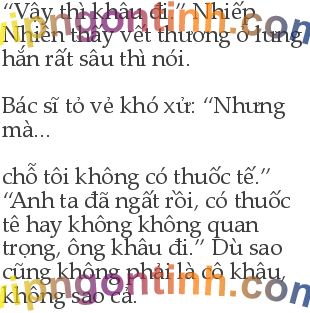 “Vậy thì khâu đi.” Nhiếp
Nhiên thấy vết thương ở lưng
hắn rất sâu thì nói.
Bác sĩ tỏ vẻ khó xử: “Nhưng
mà...
chỗ tôi không có thuốc tế.”
“Anh ta đã ngất rồi, có thuốc
tê hay không không quan
trọng, ông khâu đi.” Dù sao
cũng không phải là cô khâu,
không sao cả.